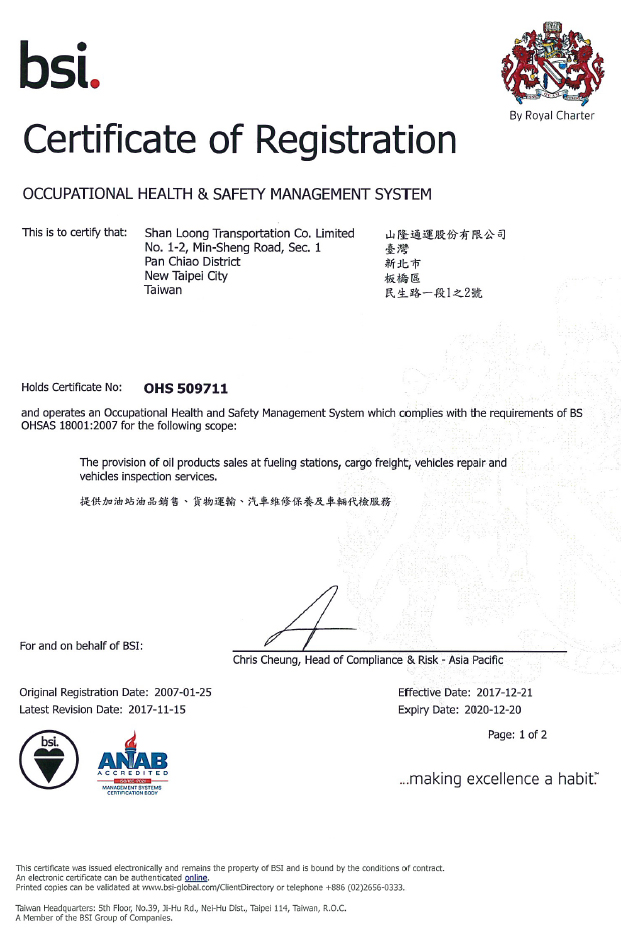 bsi.
By Royal Charter
Certificate of Registration
OCCUPATIONAL HEALTH & SAFETY MANAGEMENT SYSTEM
This is to certify that:
Shan Loong Transportation Co. Limited
No. 1-2, Min-Sheng Road, Sec. 1
Pan Chiao District
New Taipei City
Taiwan
山隆通運股份有限公司
臺灣
新北市
板橋區
民生路一段1之2號
Holds Certificate No: OHS 509711
and operates an Occupational Health and Safety Management System which complies with the requirements of BS
OHSAS 18001:2007 for the following scope:
The provision of oil products sales at fueling stations, cargo freight, vehicles repair and
vehicles inspection services.
提供加油站油品銷售、貨物運輸、汽車維修保養及車輛代檢服務
For and on behalf of BSI:
Chris Cheung, Head of Compliance & Risk - Asia Pacific
Original Registration Date: 2007-01-25
Effective Date: 2017-12-21
Latest Revision Date: 2017-11-15
Expiry Date: 2020-12-20
Page: 1 of 2
bsi.
ANAB
ACCREDITED
MANAGEMENT SYSTEMS
CERTIFICATION BODY
...making excellence a habit.™
This certificate was issued electronically and remains the property of BSI and is bound by the conditions of contract.
An electronic certificate can be authenticated online.
Printed copies can be validated at www.bsi-global.com/ClientDirectory or telephone +886 (02)2656-0333.
Taiwan Headquarters: 5th Floor, No.39, Ji-Hu Rd., Nei-Hu Dist., Taipei 114, Taiwan, R.O.C.
A Member of the BSI Group of Companies.